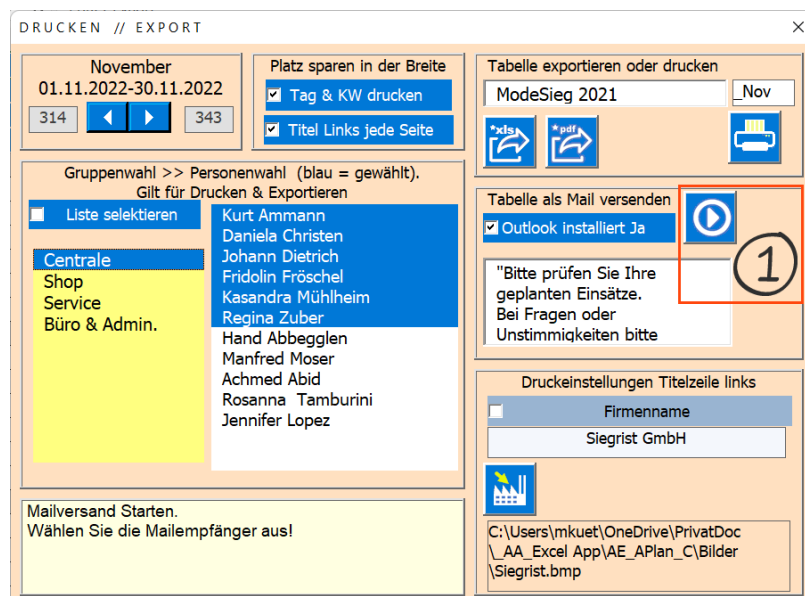 DRUCKEN // EXPORT
November
01.11.2022-30.11.2022
314
343
Platz sparen in der Breite
Tag & KW drucken
Titel Links jede Seite
Tabelle exportieren oder drucken
ModeSieg 2021
_Nov
*xls
*pdf
Gruppenwahl >> Personenwahl (blau = gewählt).
Gilt für Drucken & Exportieren
Liste selektieren
Centrale
Shop
Service
Büro & Admin.
Kurt Ammann
Daniela Christen
Johann Dietrich
Fridolin Fröschel
Kasandra Mühlheim
Regina Zuber
Hand Abbegglen
Manfred Moser
Achmed Abid
Rosanna Tamburini
Jennifer Lopez
Tabelle als Mail versenden
Outlook installiert Ja
1
"Bitte prüfen Sie Ihre
geplanten Einsätze.
Bei Fragen oder
Unstimmigkeiten bitte
Druckeinstellungen Titelzeile links
Firmenname
Siegrist GmbH
C:\Users\mkuet\OneDrive\PrivatDoc
\_AA_Excel App\AE_APlan_C\Bilder
\Siegrist.bmp
Mailversand Starten.
Wählen Sie die Mailempfänger aus!